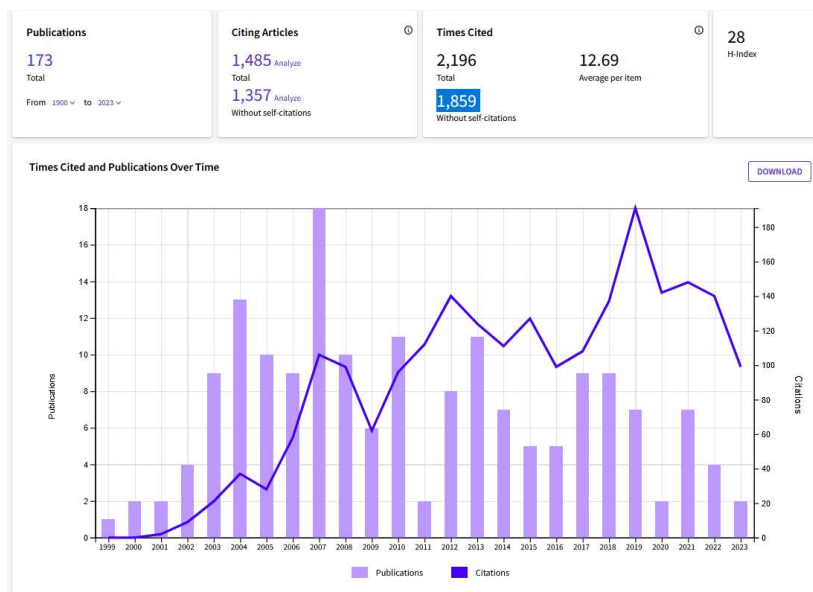 Publications
173
Total
From 1900 to 2023
Citing Articles
1,485 Analyze
Total
1,357 Analyze
Without self-citations
Times Cited
2,196
Total
1,859
Without self-citations
12.69
Average per item
28
H-Index
Times Cited and Publications Over Time
DOWNLOAD
18
16
14
12
10
8
6
4
2
0
Publications
180
160
140
120
100
80
60
40
20
0
Citations
1999 2000 2001 2002 2003 2004 2005 2006 2007 2008 2009 2010 2011 2012 2013 2014 2015 2016 2017 2018 2019 2020 2021 2022 2023
Publications Citations